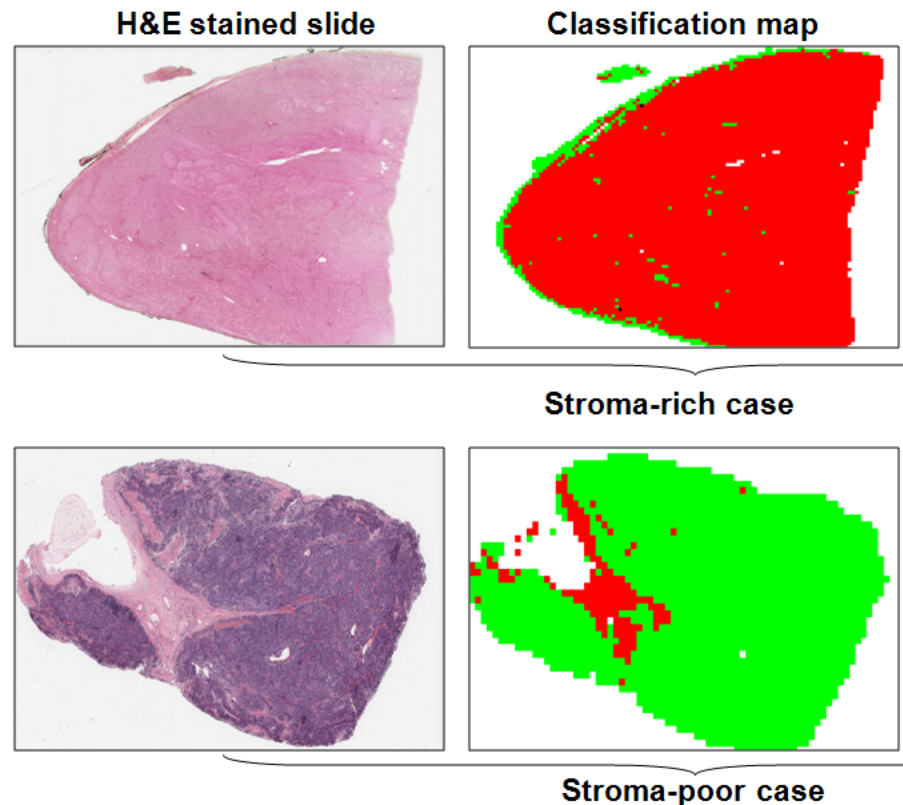 H&E stained slide
Classification map
Stroma-rich case
Stroma-poor case